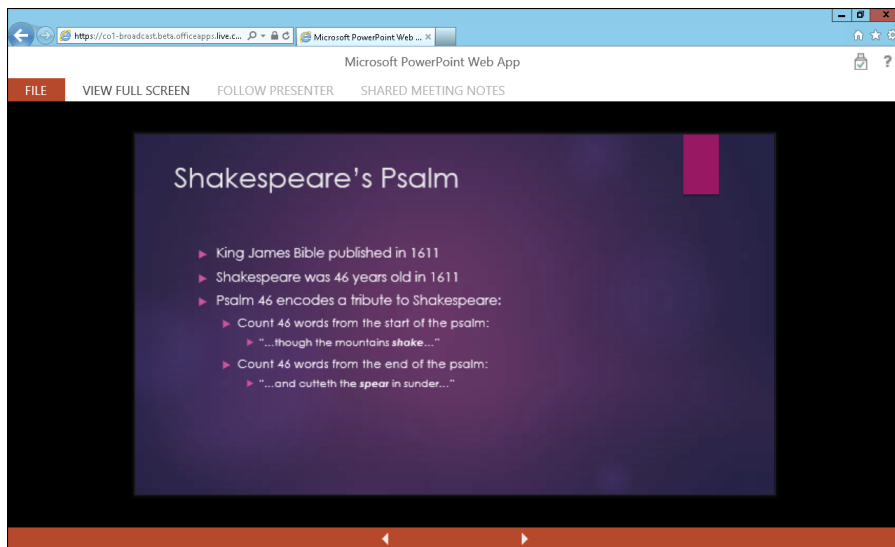 https://co1-broadcast.beta.officeapps.live.c...
Microsoft PowerPoint Web ...
Microsoft PowerPoint Web App
?
FILE VIEW FULL SCREEN FOLLOW PRESENTER SHARED MEETING NOTES
Shakespeare's Psalm
King James Bible published in 1611
Shakespeare was 46 years old in 1611
Psalm 46 encodes a tribute to Shakespeare:
Count 46 words from the start of the psalm:
"...though the mountains shake..."
Count 46 words from the end of the psalm:
"...and cutteth the spear in sunder..."